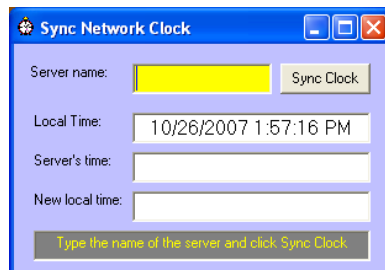 Sync Network Clock
Server name:
Sync Clock
Local Time:
10/26/2007 1:57:16 PM
Server's time:
New local time:
Type the name of the server and click Sync Clock